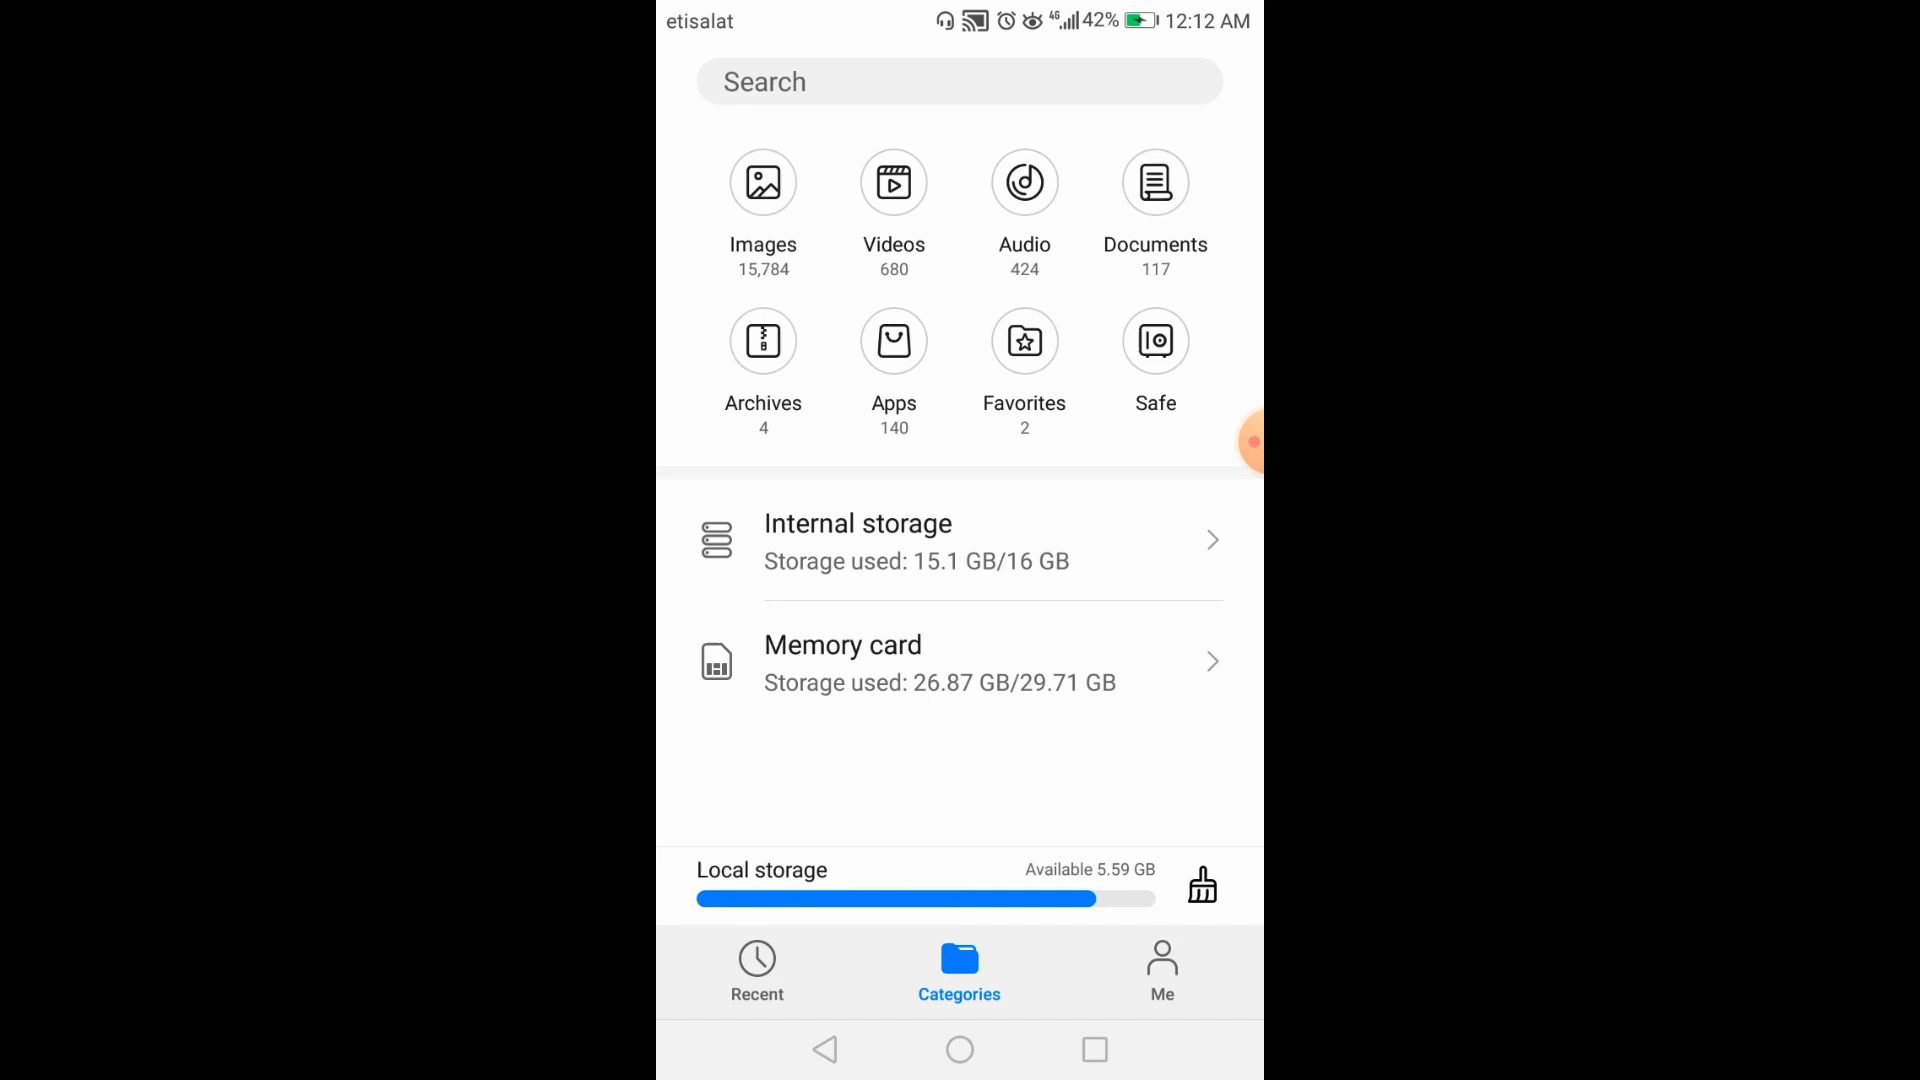 etisalat 4G 42% 12:12 AM
Search
Images Videos Audio Documents
15,784 680 424 117
Archives Apps Favorites Safe
4 140 2
Internal storage
Storage used: 15.1 GB/16 GB
Memory card
Storage used: 26.87 GB/29.71 GB
Local storage Available 5.59 GB
Recent Categories Me